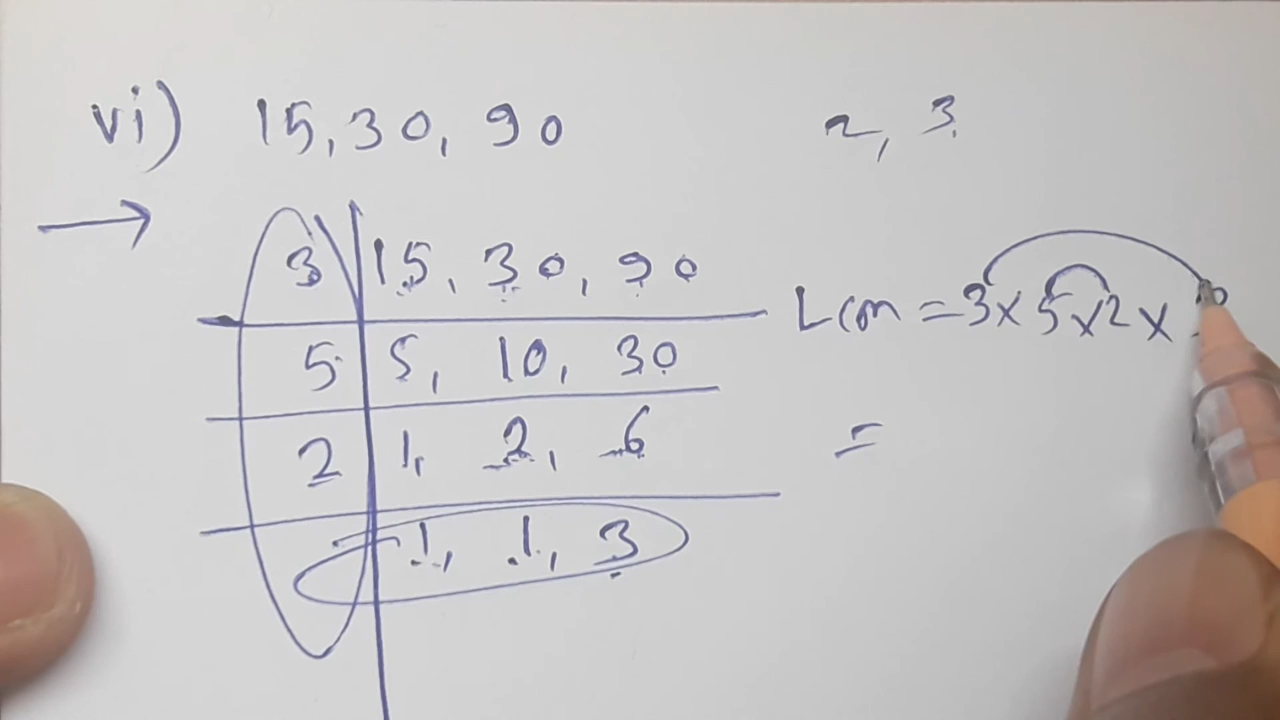 vi) 15, 30, 90
2, 3
3 15, 30, 90
Lcm = 3 x 5 x 2 x
5 5, 10, 30
2 1, 2, 6
=
1, 1, 3